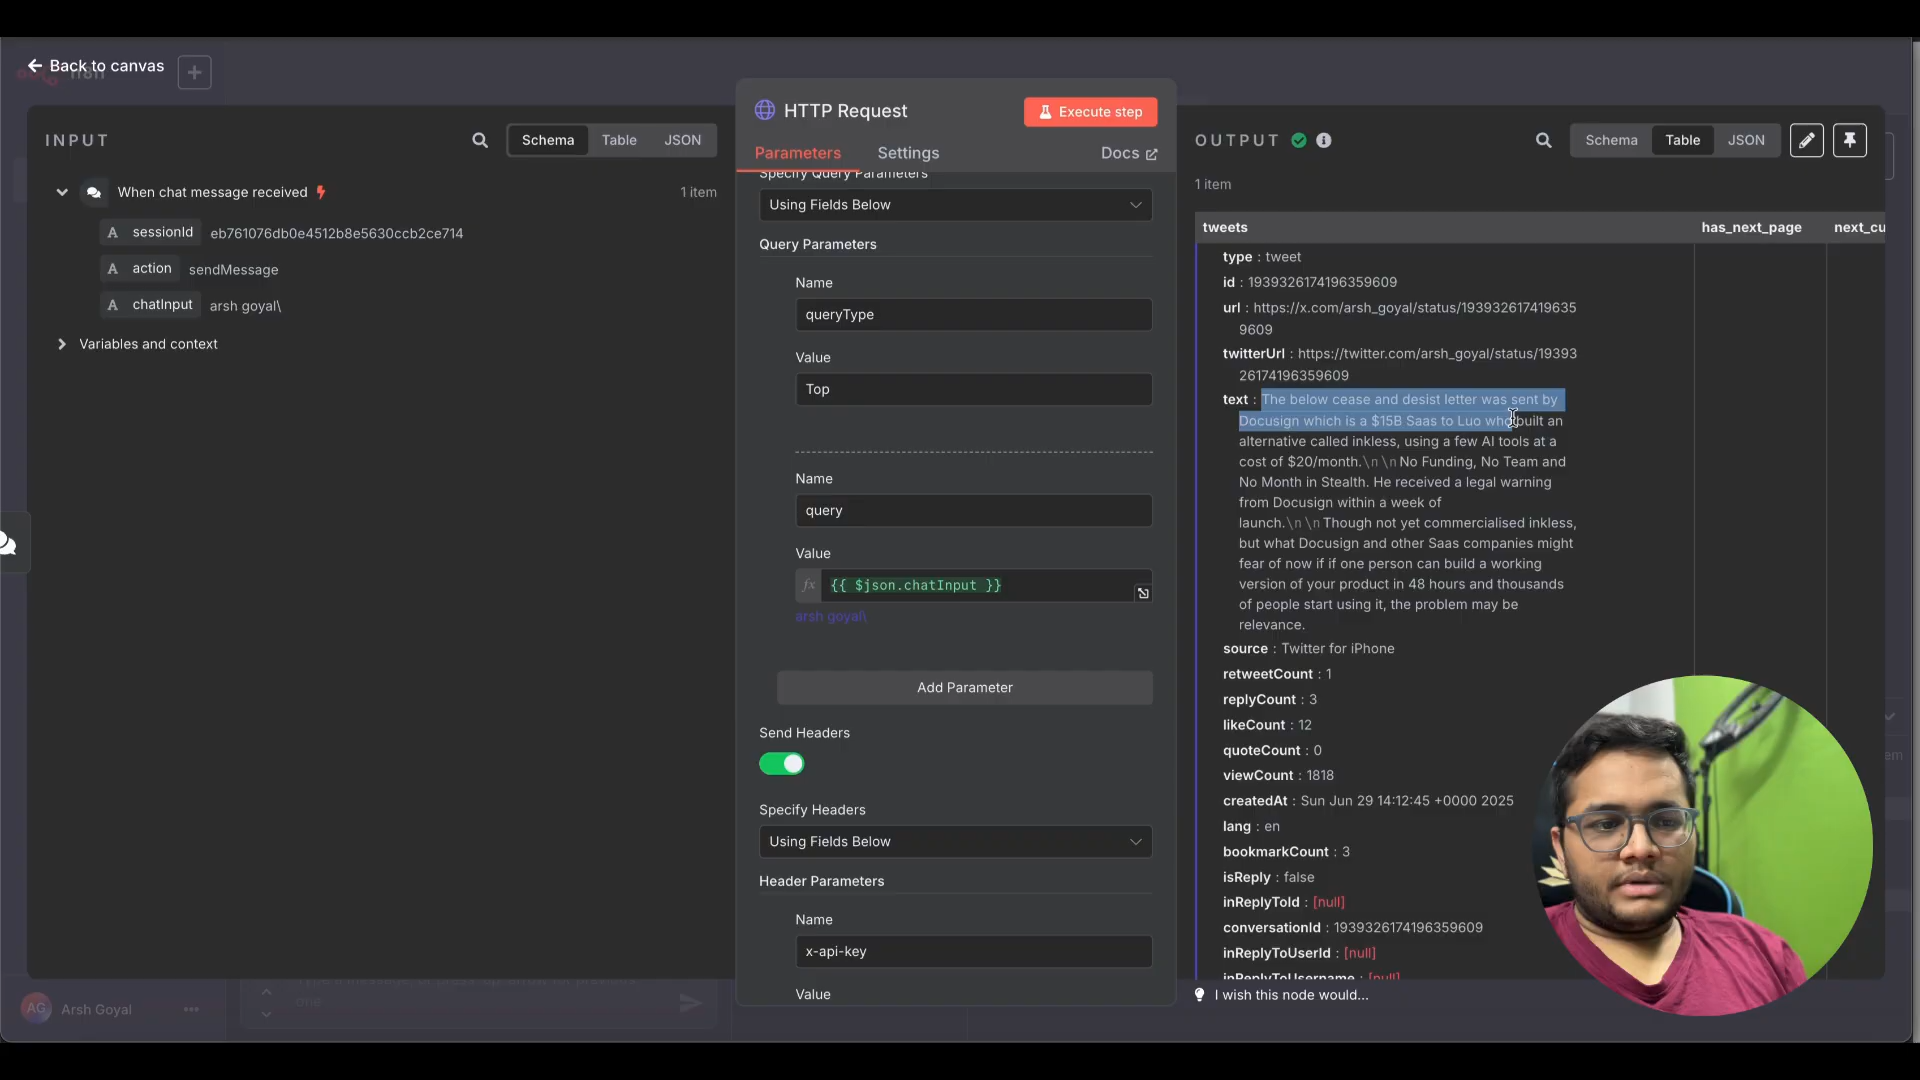 Back to canvas
INPUT
Schema
Table
JSON
When chat message received
1 item
A sessionId eb761076db0e4512b8e5630ccb2ce714
A action sendMessage
A chatInput arsh goyal\
Variables and context
HTTP Request
Execute step
Parameters
Settings
Docs
Specify Query Parameters
Using Fields Below
Query Parameters
Name
queryType
Value
Top
Name
query
Value
fx {{ $json.chatInput }}
arsh goyal\
Add Parameter
Send Headers
Specify Headers
Using Fields Below
Header Parameters
Name
x-api-key
Value
OUTPUT
Schema
Table
JSON
1 item
tweets
has_next_page
next_cu
type : tweet
id : 1939326174196359609
url : https://x.com/arsh_goyal/status/193932617419635
9609
twitterUrl : https://twitter.com/arsh_goyal/status/19393
26174196359609
text : The below cease and desist letter was sent by
Docusign which is a $15B Saas to Luo who built an
alternative called inkless, using a few AI tools at a
cost of $20/month.\n\n No Funding, No Team and
No Month in Stealth. He received a legal warning
from Docusign within a week of
launch.\n\n Though not yet commercialised inkless,
but what Docusign and other Saas companies might
fear of now if if one person can build a working
version of your product in 48 hours and thousands
of people start using it, the problem may be
relevance.
source : Twitter for iPhone
retweetCount : 1
replyCount : 3
likeCount : 12
quoteCount : 0
viewCount : 1818
createdAt : Sun Jun 29 14:12:45 +0000 2025
lang : en
bookmarkCount : 3
isReply : false
inReplyToId : [null]
conversationId : 1939326174196359609
inReplyToUserId : [null]
inReplyToUsername : [null]
I wish this node would...
AG Arsh Goyal
one